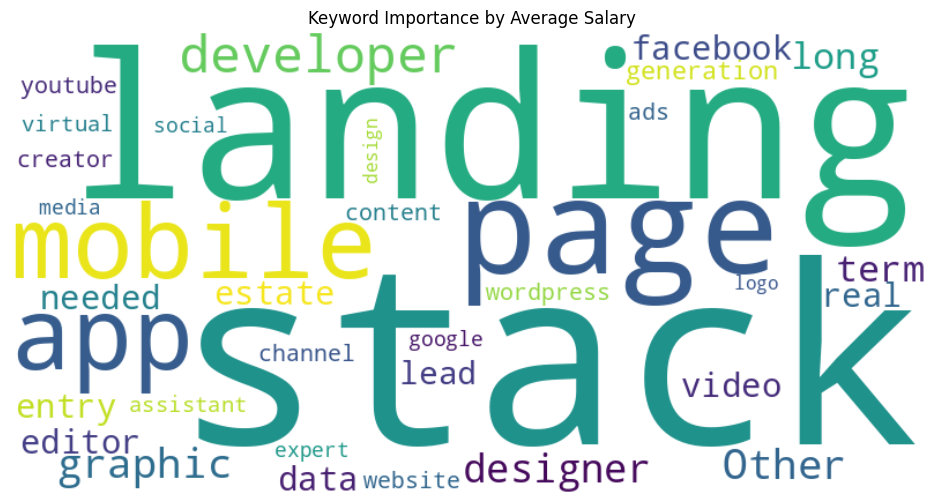 Keyword Importance by Average Salary
landing
developer
facebook
long
generation
youtube
ads
virtual
social
design
creator
media
content
mobile
page
term
logo
needed
estate
wordpress
real
app
stack
google
channel
lead
video
entry
assistant
editor
expert
graphic
data
website
designer
Other